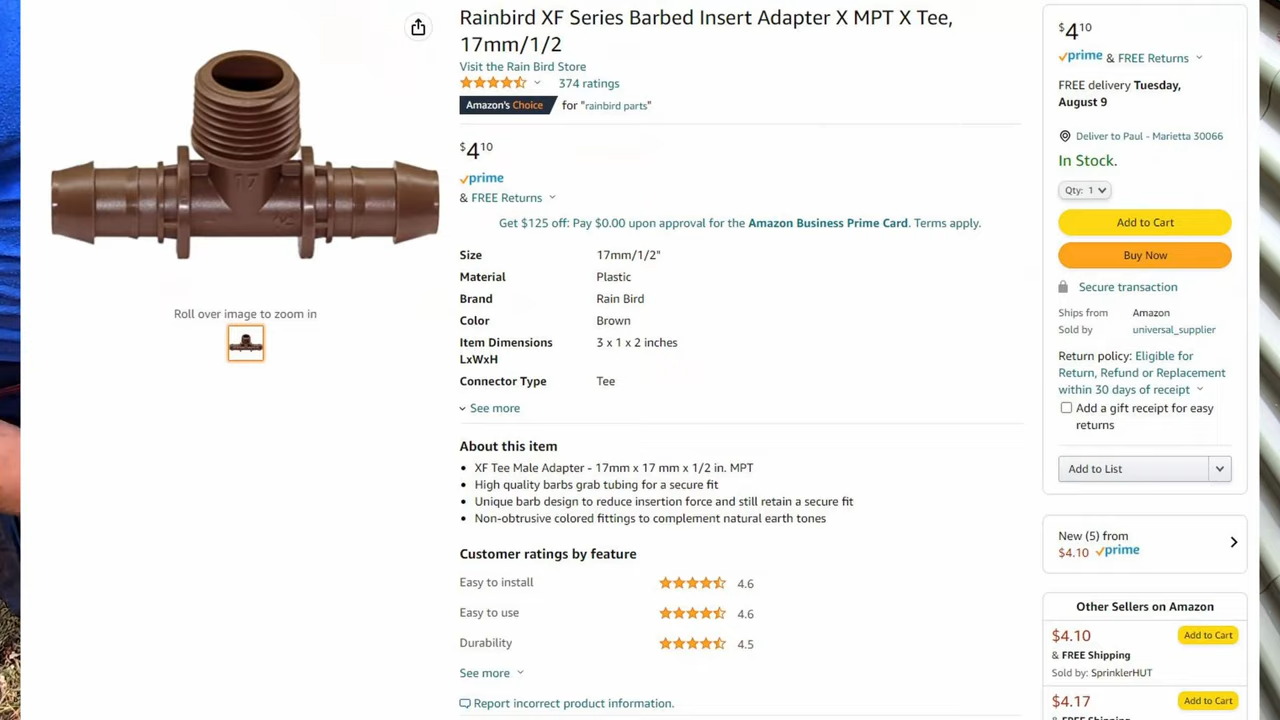 Rainbird XF Series Barbed Insert Adapter X MPT X Tee,
17mm/1/2
Visit the Rain Bird Store
374 ratings
Amazon's Choice for "rainbird parts"
$4 10
prime
& FREE Returns
Get $125 off: Pay $0.00 upon approval for the Amazon Business Prime Card. Terms apply.
Size 17mm/1/2"
Material Plastic
Brand Rain Bird
Color Brown
Item Dimensions 3 x 1 x 2 inches
LxWxH
Connector Type Tee
See more
About this item
XF Tee Male Adapter - 17mm x 17 mm x 1/2 in. MPT
High quality barbs grab tubing for a secure fit
Unique barb design to reduce insertion force and still retain a secure fit
Non-obtrusive colored fittings to complement natural earth tones
Customer ratings by feature
Easy to install 4.6
Easy to use 4.6
Durability 4.5
See more
Report incorrect product information.
17
Roll over image to zoom in
$4 10
prime & FREE Returns
FREE delivery Tuesday,
August 9
Deliver to Paul - Marietta 30066
In Stock.
Qty: 1
Add to Cart
Buy Now
Secure transaction
Ships from Amazon
Sold by universal_supplier
Return policy: Eligible for
Return, Refund or Replacement
within 30 days of receipt
Add a gift receipt for easy
returns
Add to List
New (5) from
$4.10 prime
Other Sellers on Amazon
$4.10 Add to Cart
& FREE Shipping
Sold by: SprinklerHUT
$4.17 Add to Cart
& FREE Shipping